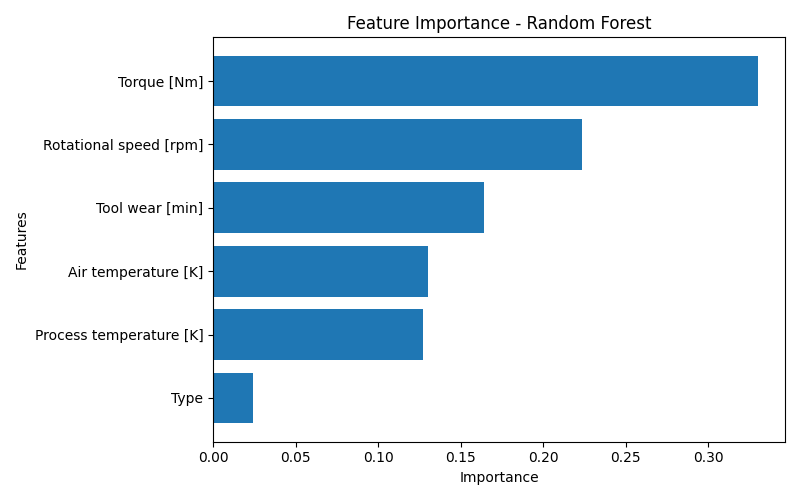 Feature Importance - Random Forest
Features
Torque [Nm]
Rotational speed [rpm]
Tool wear [min]
Air temperature [K]
Process temperature [K]
Type
0.00 0.05 0.10 0.15 0.20 0.25 0.30
Importance